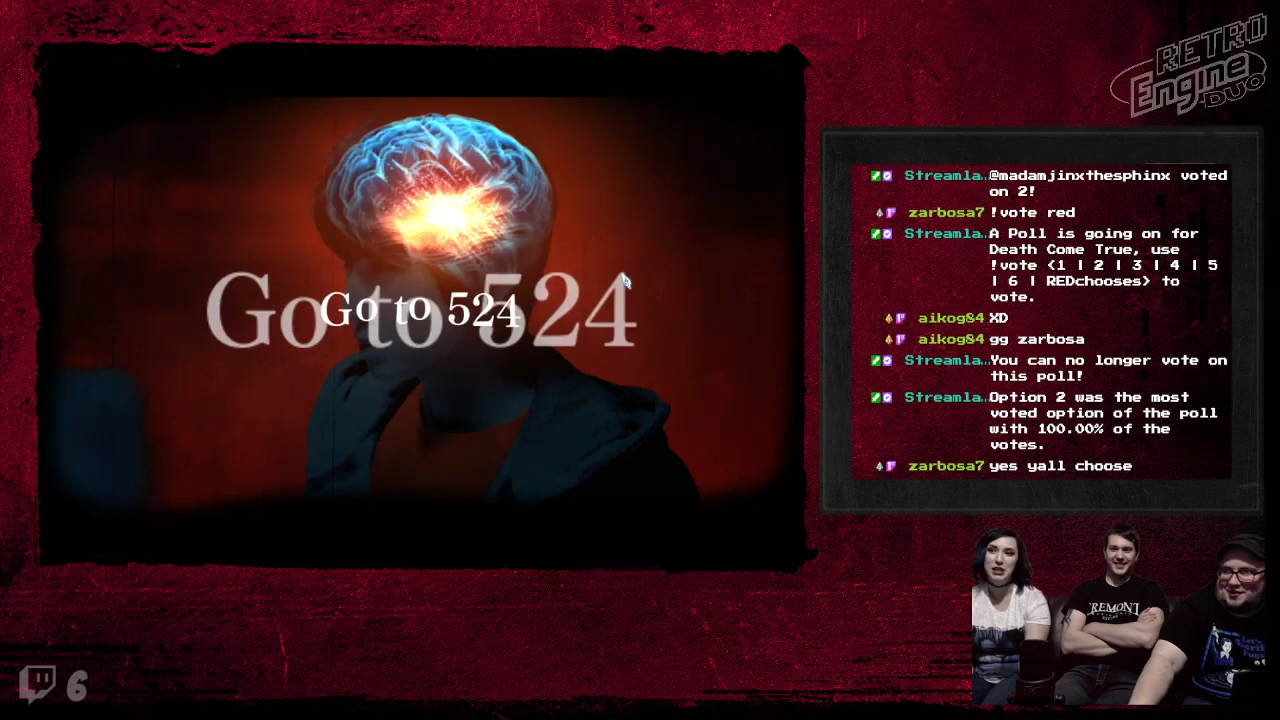 RETRO
Engine
DUO
Go to 524
Go to 524
Streamla..@madamjinxthesphinx voted
on 2!
zarbosa7 !vote red
Streamla..A Poll is going on for
Death Come True, use
!vote <1 | 2 | 3 | 4 | 5
| 6 | REDchooses> to
vote.
aikog84 XD
aikog84 gg zarbosa
Streamla..You can no longer vote on
this poll!
Streamla..Option 2 was the most
voted option of the poll
with 100.00% of the
votes.
zarbosa7 yes yall choose
6